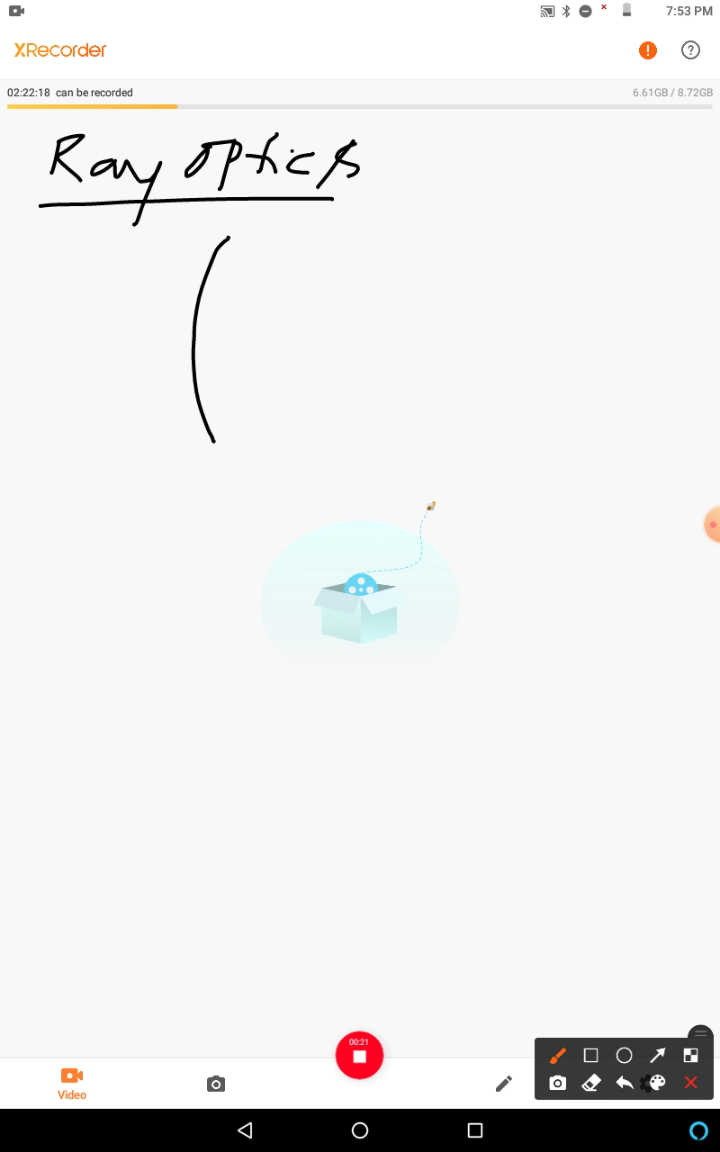 7:53 PM
XRecorder
02:22:18 can be recorded
6.61GB / 8.72GB
Ray optics
00:21
Video